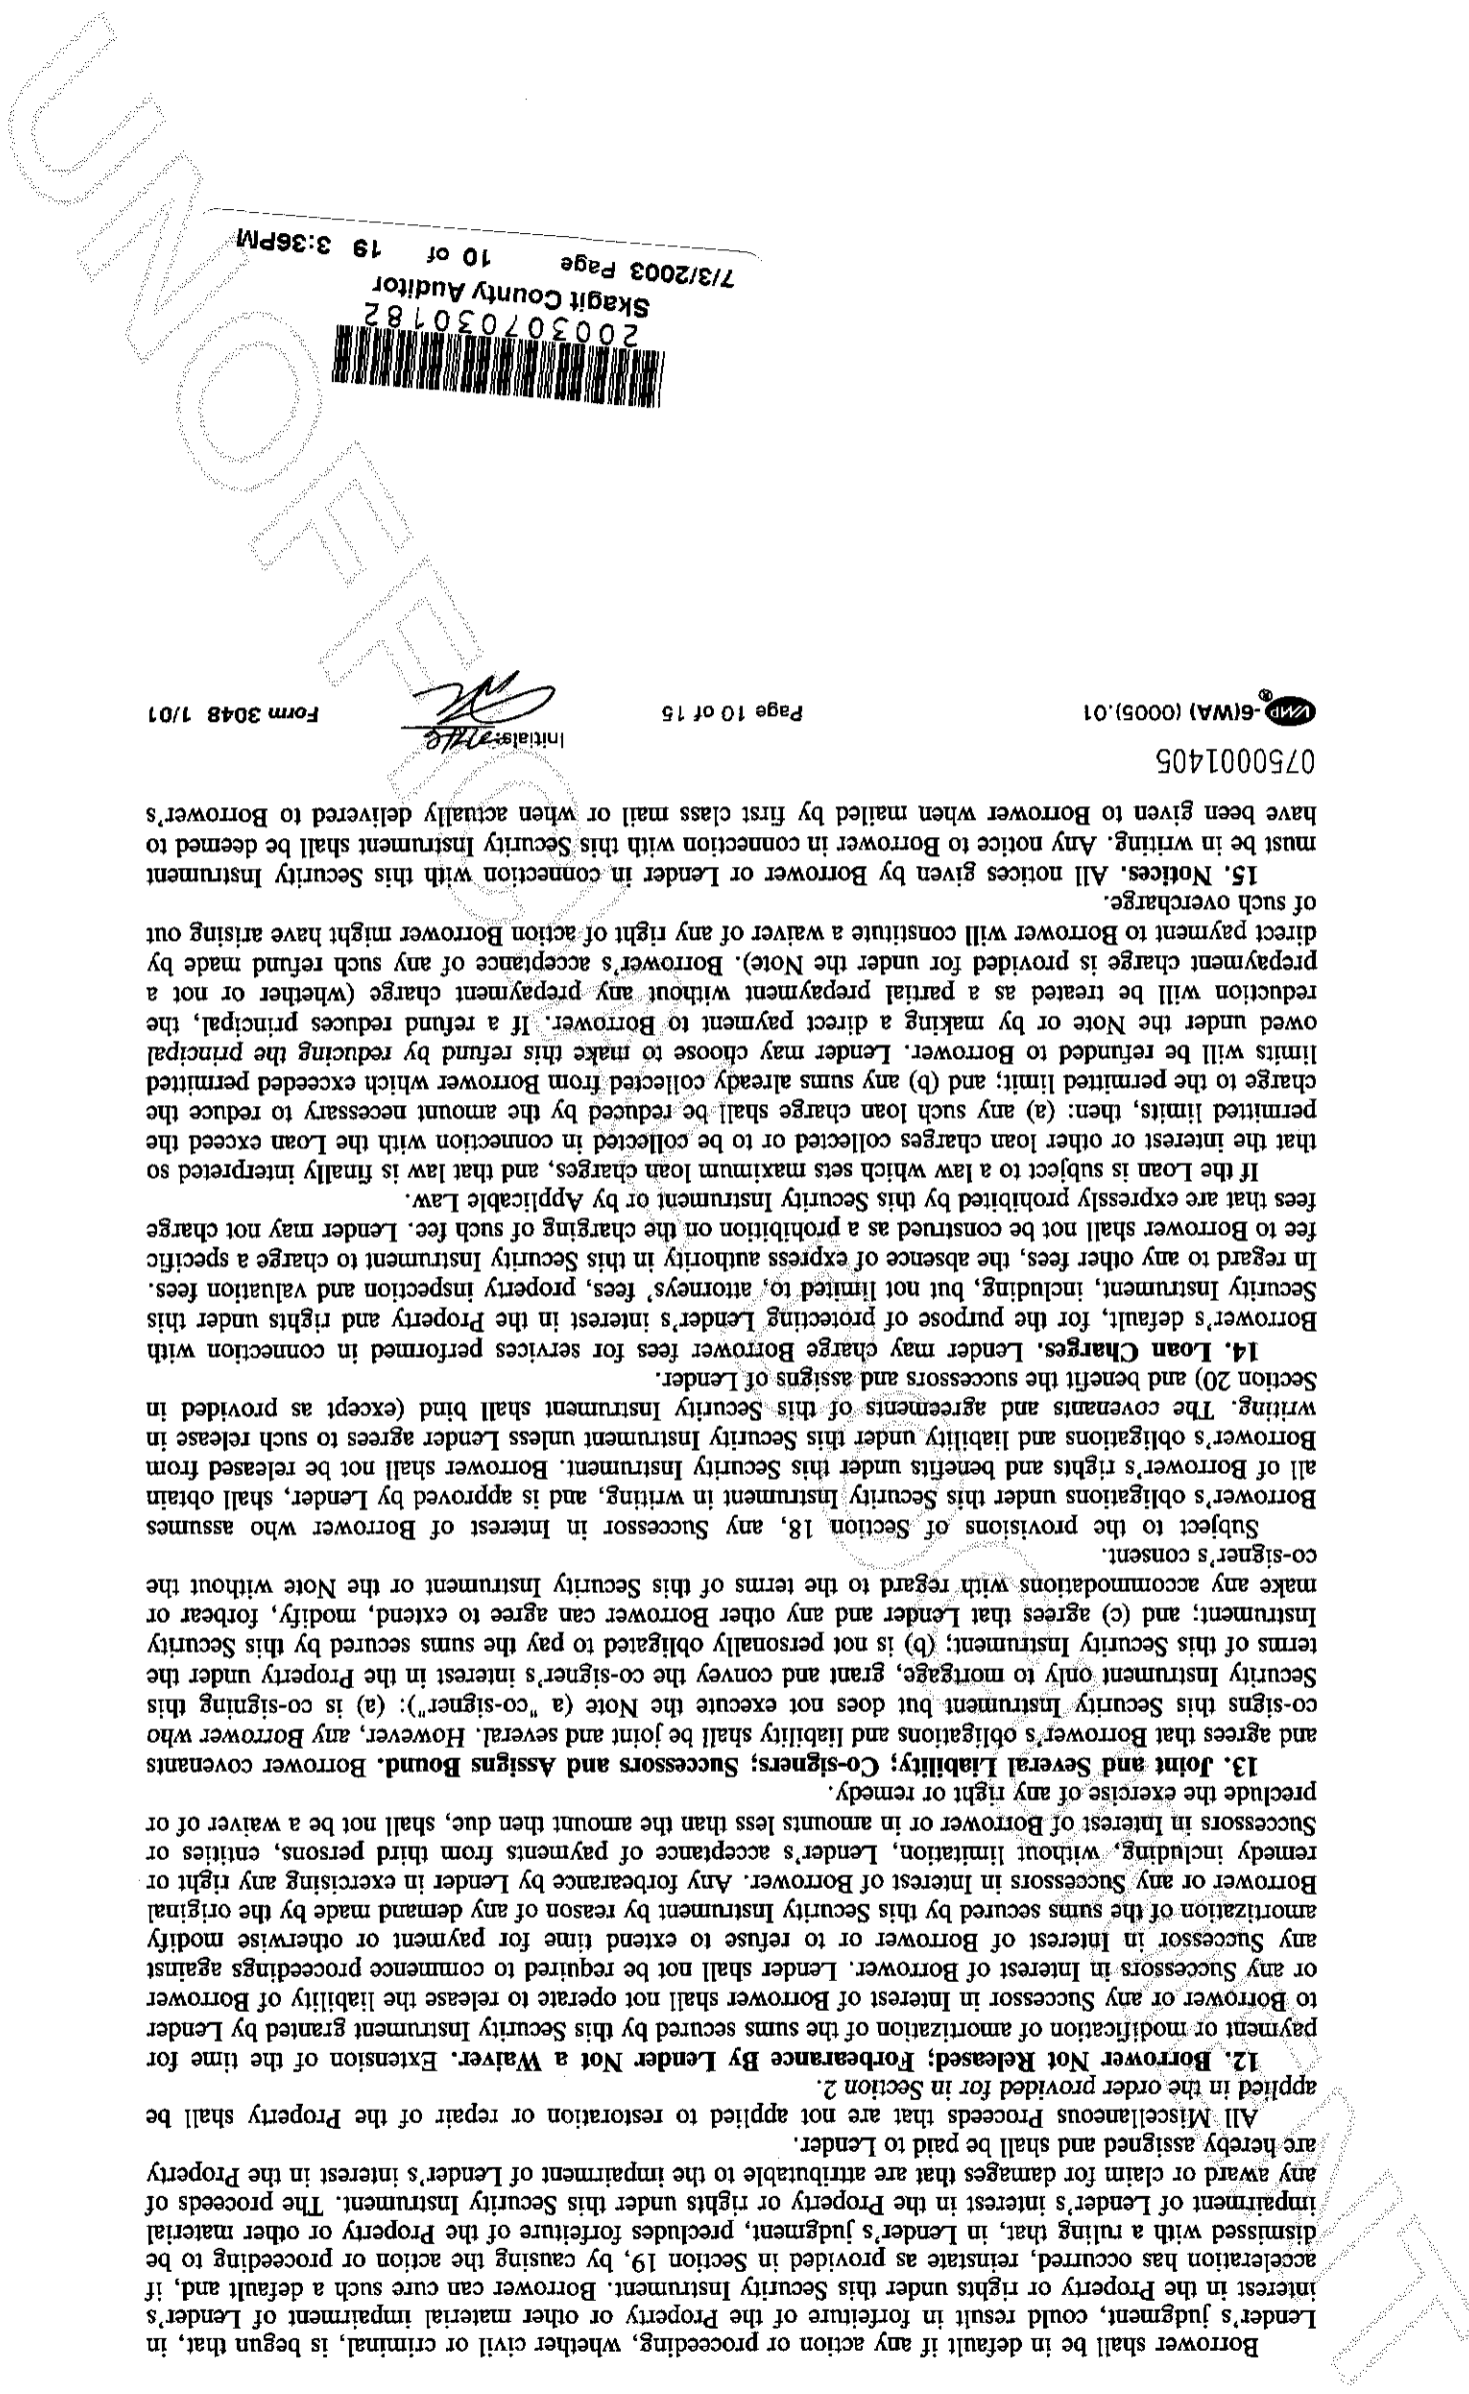 Borrower shall be in default if any action or proceeding, whether civil or criminal, is begun that, in
Lender's judgment, could result in forfeiture of the Property or other material impairment of Lender's
interest in the Property or rights under this Security Instrument. Borrower can cure such a default and, if
acceleration has occurred, reinstate as provided in Section 19, by causing the action or proceeding to be
dismissed with a ruling that, in Lender's judgment, precludes forfeiture of the Property or other material
impairment of Lender's interest in the Property or rights under this Security Instrument. The proceeds of
any award or claim for damages that are attributable to the impairment of Lender's interest in the Property
are hereby assigned and shall be paid to Lender.
All Miscellaneous Proceeds that are not applied to restoration or repair of the Property shall be
applied in the order provided for in Section 2.
12. Borrower Not Released; Forbearance By Lender Not a Waiver. Extension of the time for
payment or modification of amortization of the sums secured by this Security Instrument granted by Lender
to Borrower or any Successor in Interest of Borrower shall not operate to release the liability of Borrower
or any Successors in Interest of Borrower. Lender shall not be required to commence proceedings against
any Successor in Interest of Borrower or to refuse to extend time for payment or otherwise modify
amortization of the sums secured by this Security Instrument by reason of any demand made by the original
Borrower or any Successors in Interest of Borrower. Any forbearance by Lender in exercising any right or
remedy including, without limitation, Lender's acceptance of payments from third persons, entities or
Successors in Interest of Borrower or in amounts less than the amount then due, shall not be a waiver of or
preclude the exercise of any right or remedy.
13. Joint and Several Liability; Co-signers; Successors and Assigns Bound. Borrower covenants
and agrees that Borrower's obligations and liability shall be joint and several. However, any Borrower who
co-signs this Security Instrument but does not execute the Note (a "co-signer"): (a) is co-signing this
Security Instrument only to mortgage, grant and convey the co-signer's interest in the Property under the
terms of this Security Instrument; (b) is not personally obligated to pay the sums secured by this Security
Instrument; and (c) agrees that Lender and any other Borrower can agree to extend, modify, forbear or
make any accommodations with regard to the terms of this Security Instrument or the Note without the
co-signer's consent.
Subject to the provisions of Section 18, any Successor in Interest of Borrower who assumes
Borrower's obligations under this Security Instrument in writing, and is approved by Lender, shall obtain
all of Borrower's rights and benefits under this Security Instrument. Borrower shall not be released from
Borrower's obligations and liability under this Security Instrument unless Lender agrees to such release in
writing. The covenants and agreements of this Security Instrument shall bind (except as provided in
Section 20) and benefit the successors and assigns of Lender.
14. Loan Charges. Lender may charge Borrower fees for services performed in connection with
Borrower's default, for the purpose of protecting Lender's interest in the Property and rights under this
Security Instrument, including, but not limited to, attorneys' fees, property inspection and valuation fees.
In regard to any other fees, the absence of express authority in this Security Instrument to charge a specific
fee to Borrower shall not be construed as a prohibition on the charging of such fee. Lender may not charge
fees that are expressly prohibited by this Security Instrument or by Applicable Law.
If the Loan is subject to a law which sets maximum loan charges, and that law is finally interpreted so
that the interest or other loan charges collected or to be collected in connection with the Loan exceed the
permitted limits, then: (a) any such loan charge shall be reduced by the amount necessary to reduce the
charge to the permitted limit; and (b) any sums already collected from Borrower which exceeded permitted
limits will be refunded to Borrower. Lender may choose to make this refund by reducing the principal
owed under the Note or by making a direct payment to Borrower. If a refund reduces principal, the
reduction will be treated as a partial prepayment without any prepayment charge (whether or not a
prepayment charge is provided for under the Note). Borrower's acceptance of any such refund made by
direct payment to Borrower will constitute a waiver of any right of action Borrower might have arising out
of such overcharge.
15. Notices. All notices given by Borrower or Lender in connection with this Security Instrument
must be in writing. Any notice to Borrower in connection with this Security Instrument shall be deemed to
have been given to Borrower when mailed by first class mail or when actually delivered to Borrower's
0750001405
VMP®-6(WA) (0005).01 Page 10 of 15 Initials: Form 3048 1/01
200307030182
Skagit County Auditor
7/3/2003 Page 10 of 19 3:36PM
UNOFFICIAL DOCUMENT